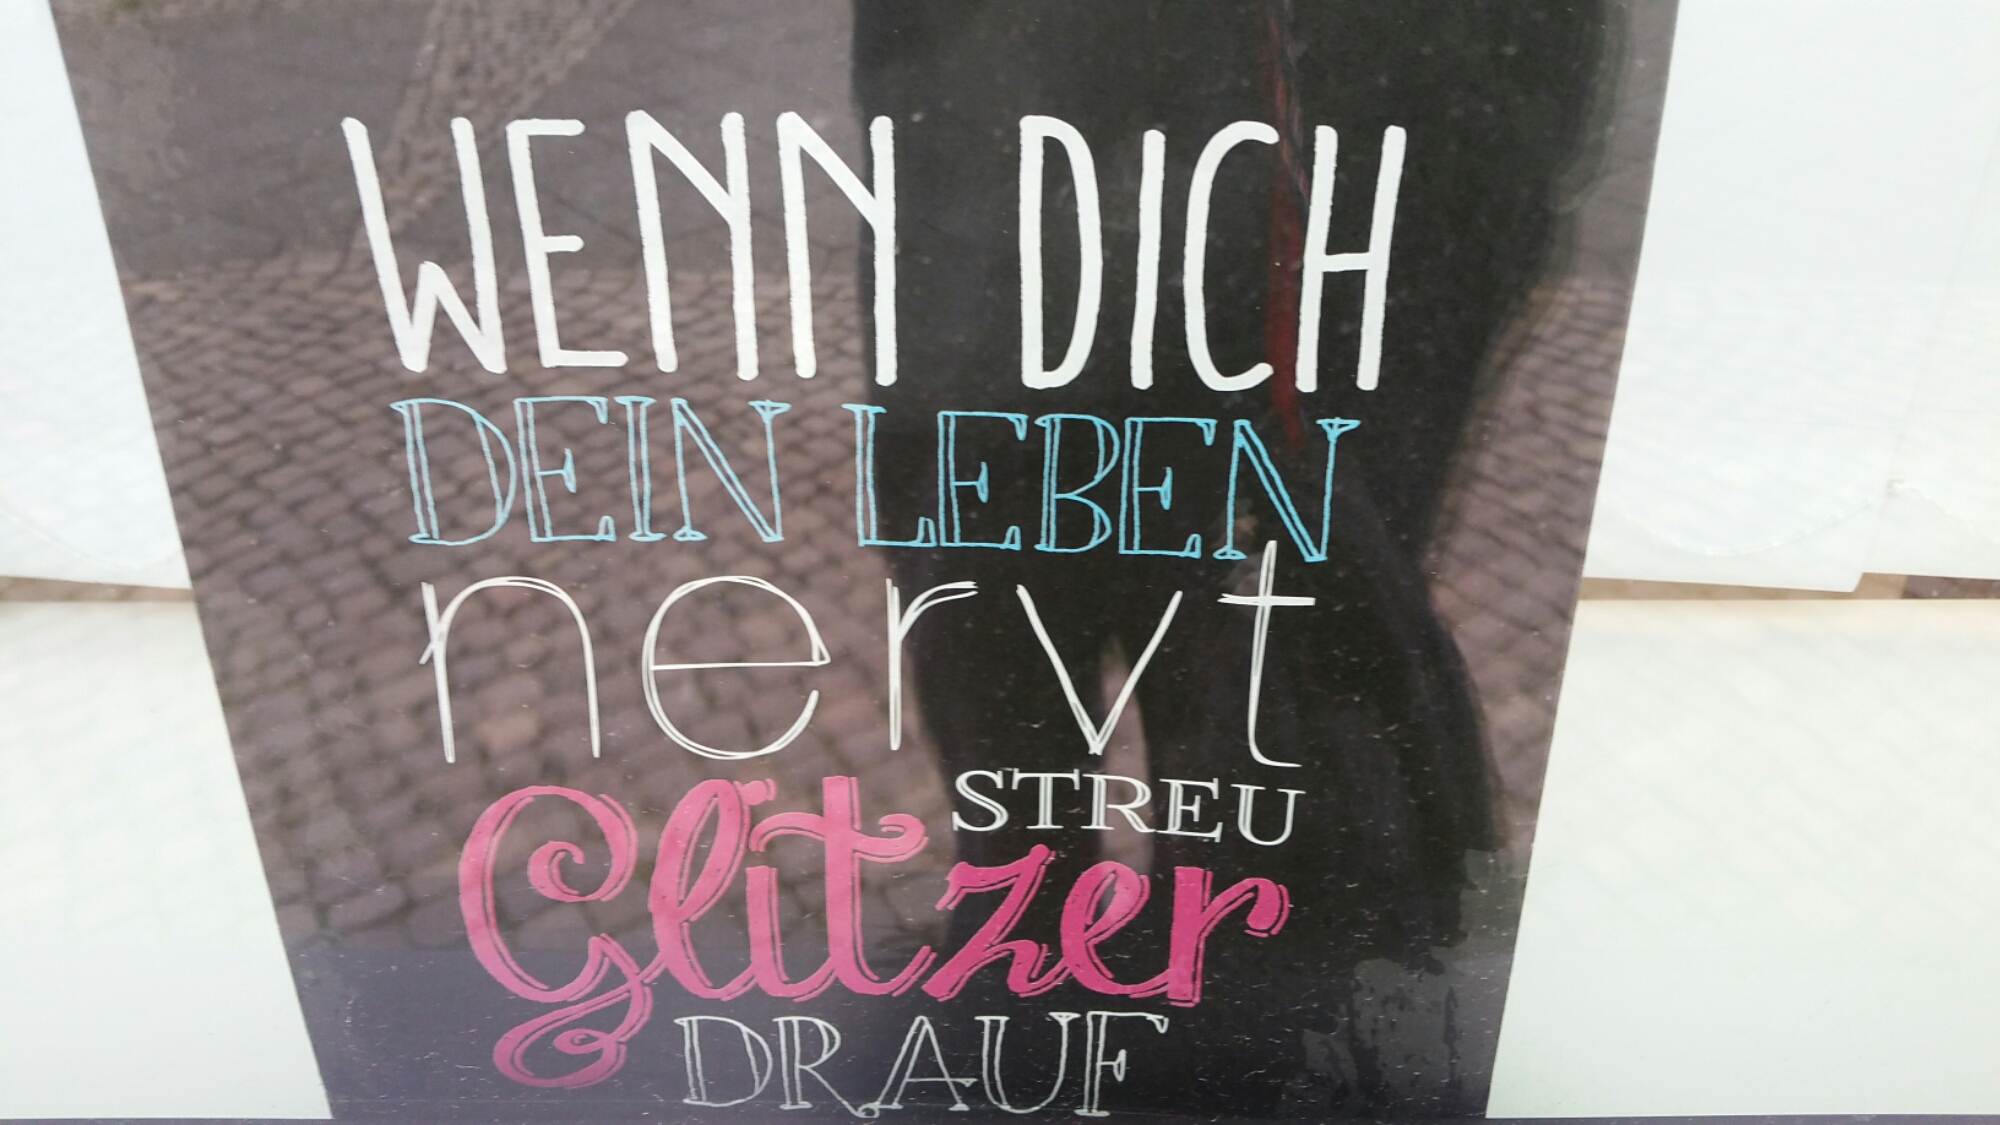 WENN DICH
DEIN LEBEN
nervt
STREU
Glitzer
DRAUF